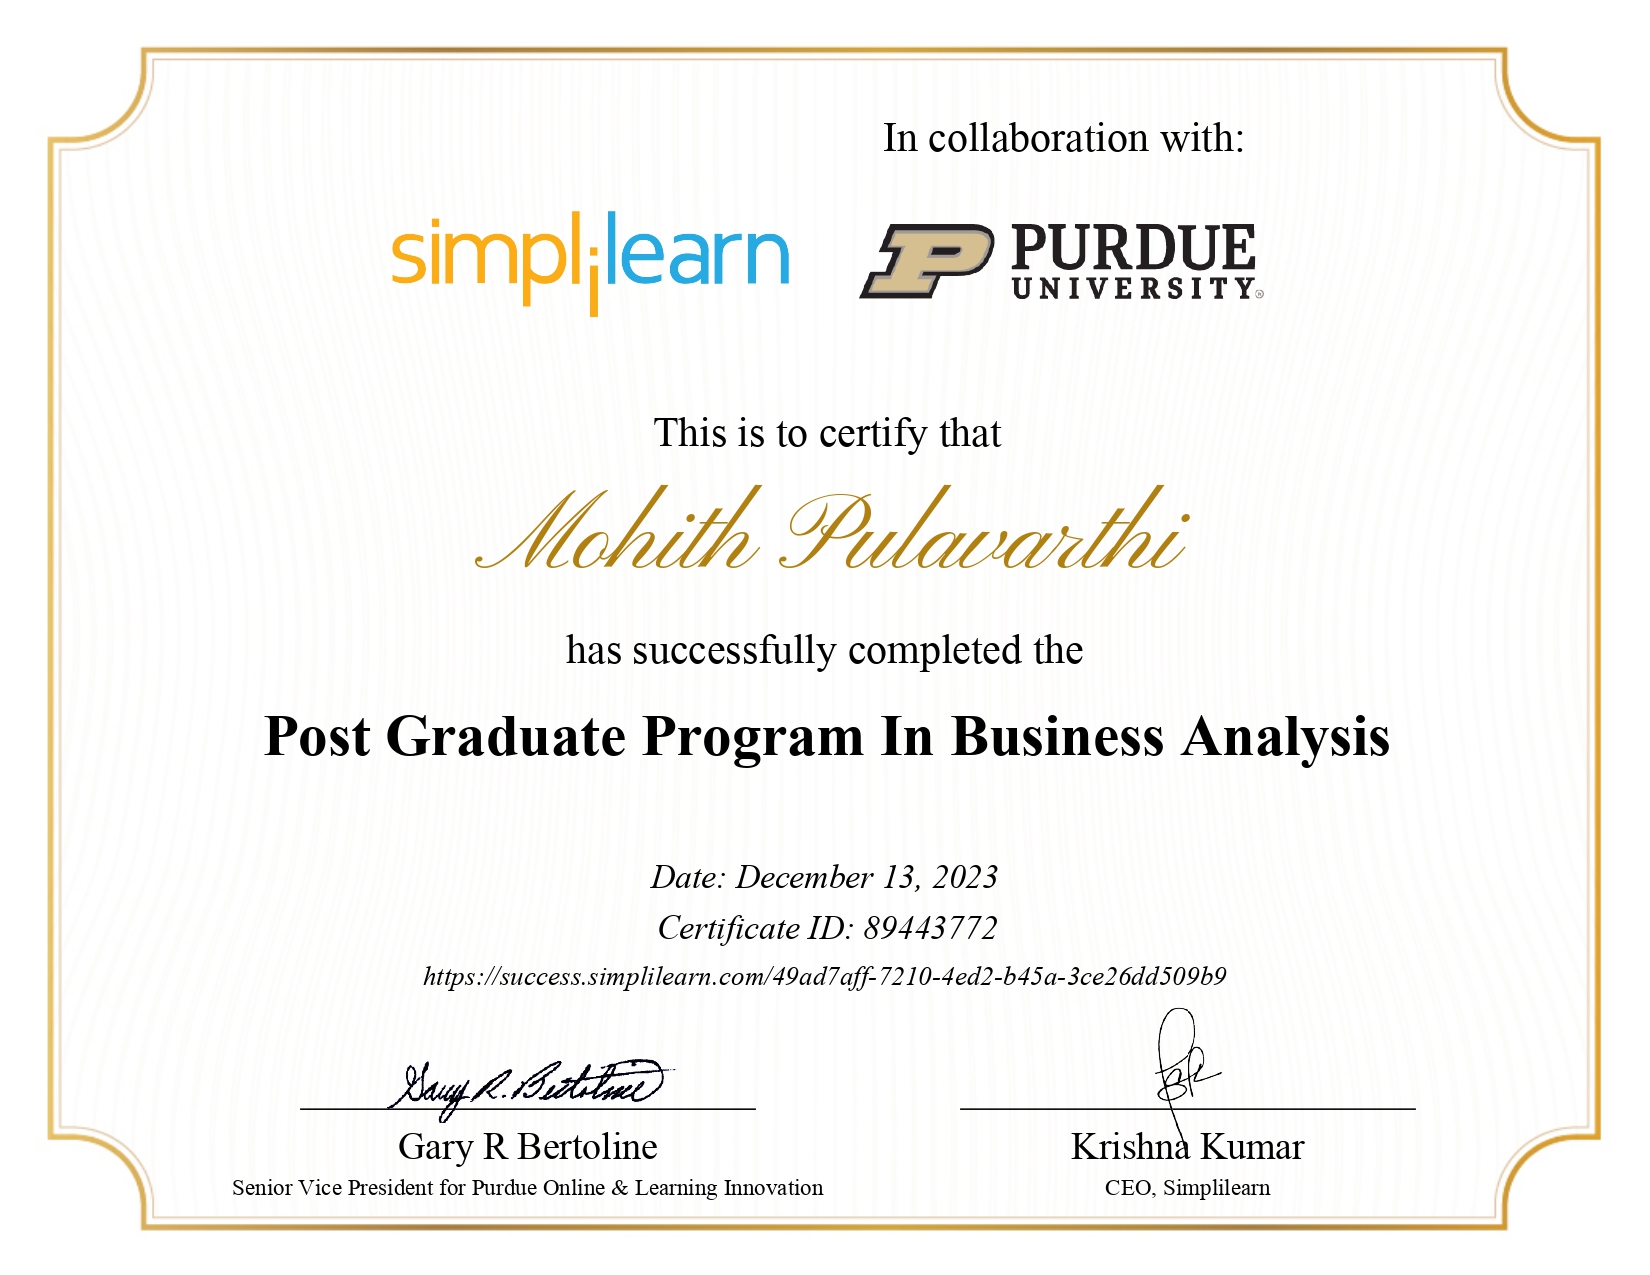 In collaboration with:
simplilearn
PURDUE
UNIVERSITY®
This is to certify that
Mohith Pulavarthi
has successfully completed the
Post Graduate Program In Business Analysis
Date: December 13, 2023
Certificate ID: 89443772
https://success.simplilearn.com/49ad7aff-7210-4ed2-b45a-3ce26dd509b9
Gary R. Bertoline
Gary R Bertoline
Krishna Kumar
Senior Vice President for Purdue Online & Learning Innovation
CEO, Simplilearn